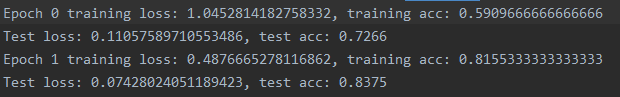 Epoch 0 training loss: 1.0452814182758332, training acc: 0.5909666666666666
Test loss: 0.11057589710553486, test acc: 0.7266
Epoch 1 training loss: 0.4876665278116862, training acc: 0.8155333333333333
Test loss: 0.07428024051189423, test acc: 0.8375